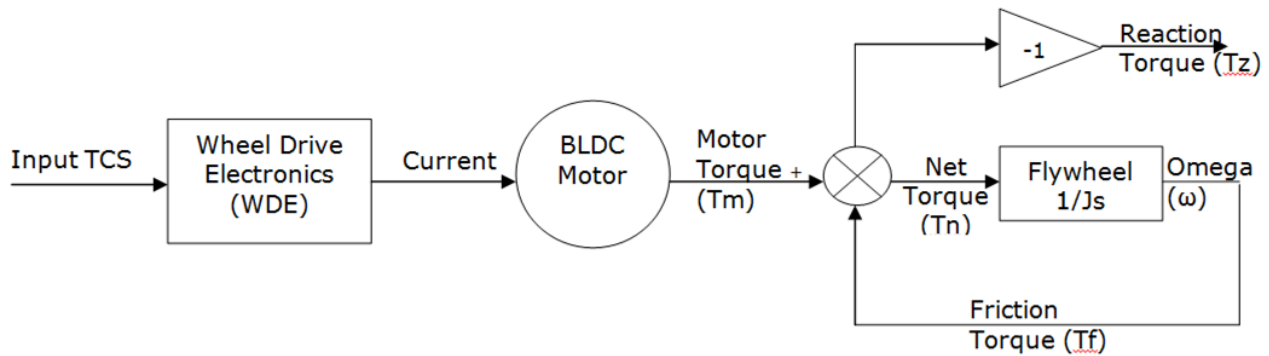 Input TCS
Wheel Drive
Electronics
(WDE)
Current
BLDC
Motor
Motor
Torque +
(Tm)
-1
Reaction
Torque (Tz)
Net
Torque
(Tn)
Flywheel
1/Js
Omega
(ω)
Friction
Torque (Tf)